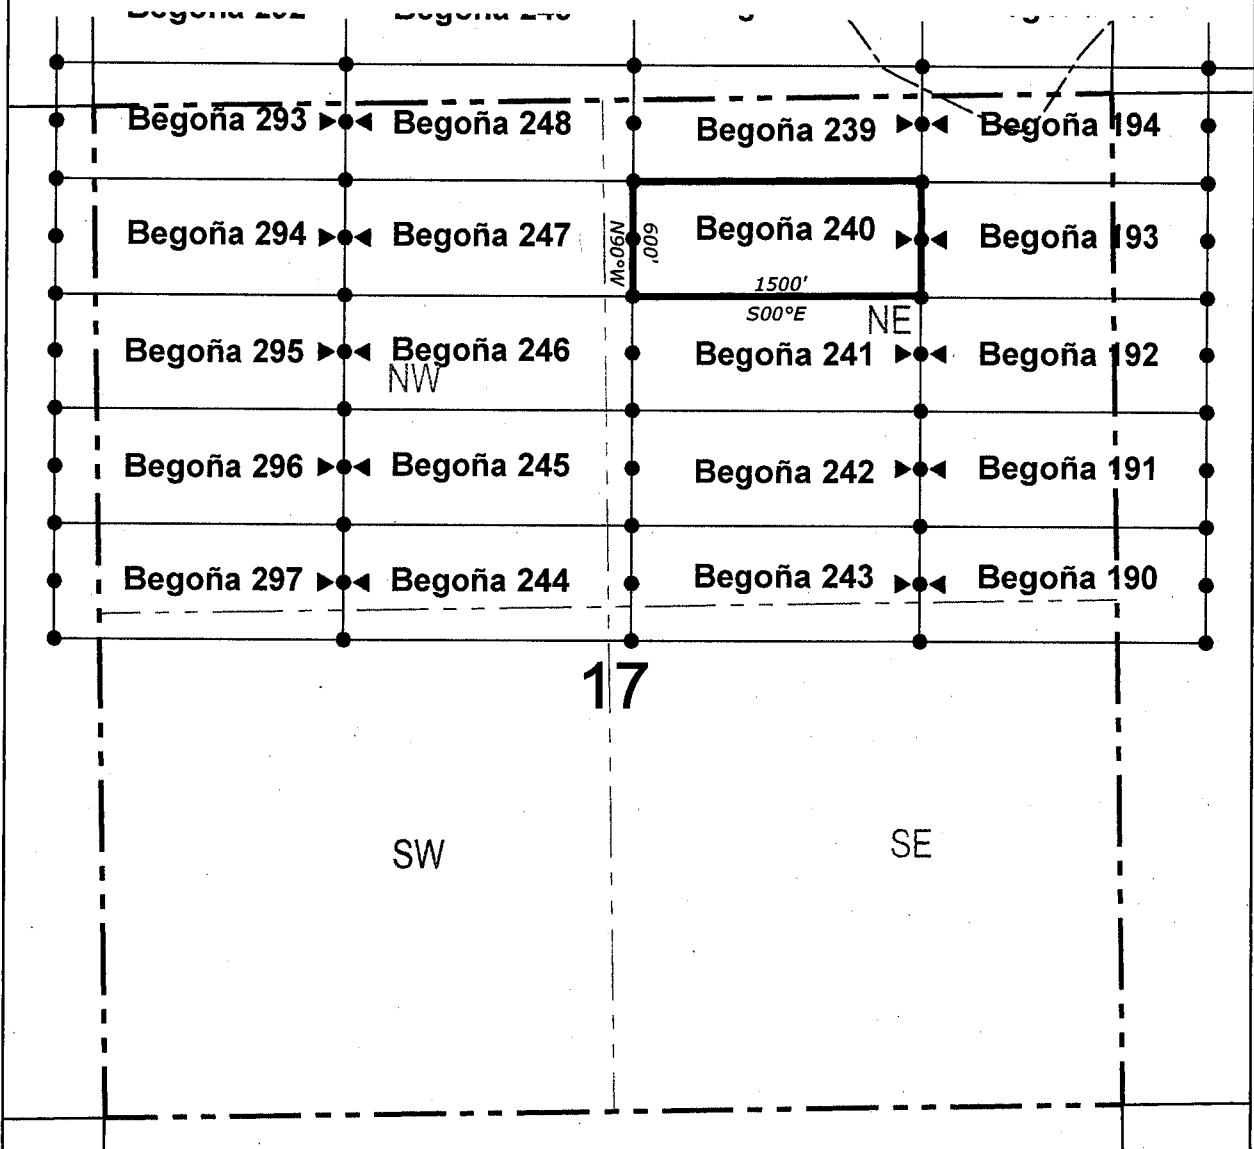 Begoña 293 Begoña 248 Begoña 239 Begoña 194
Begoña 294 Begoña 247 Begoña 240 Begoña 193
N90°W 600'
1500'
S00°E
NE
Begoña 295 Begoña 246 Begoña 241 Begoña 192
NW
Begoña 296 Begoña 245 Begoña 242 Begoña 191
Begoña 297 Begoña 244 Begoña 243 Begoña 190
17
SW SE